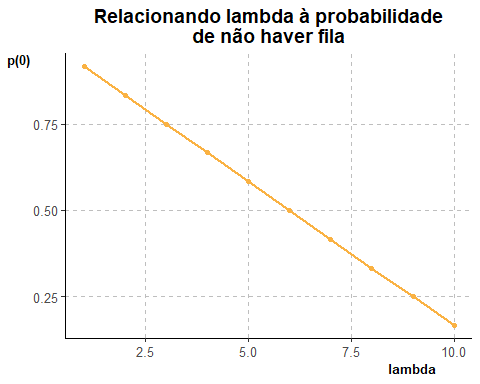 Relacionando lambda à probabilidade
de não haver fila
p(0)
0.75
0.50
0.25
2.5
5.0
7.5
10.0
lambda